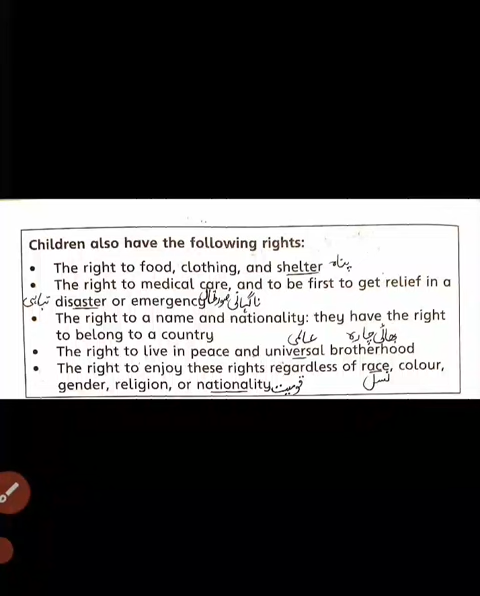 Children also have the following rights:
• The right to food, clothing, and shelter پناہ
• The right to medical care, and to be first to get relief in a
تباہی disaster or emergency ناگہانی صورتحال
• The right to a name and nationality: they have the right
to belong to a country عالمی بھائی چارہ
• The right to live in peace and universal brotherhood
• The right to enjoy these rights regardless of race, colour,
gender, religion, or nationality قومیت نسل